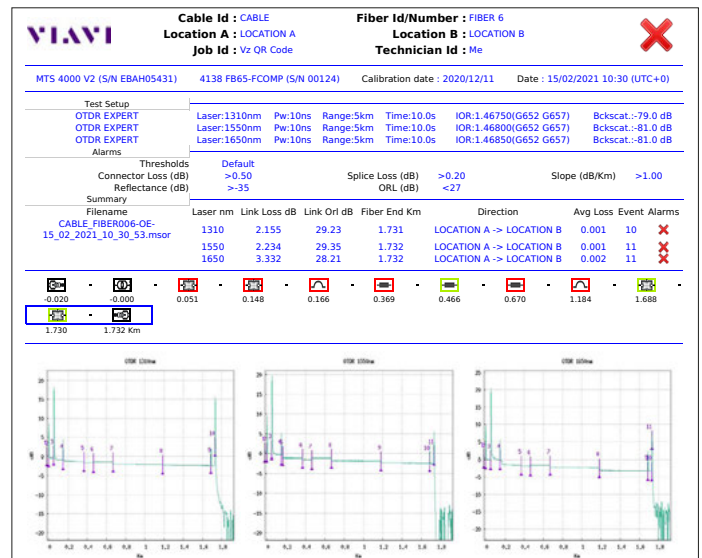 VIAVI
Cable Id : CABLE
Fiber Id/Number : FIBER 6
Location A : LOCATION A
Location B : LOCATION B
Job Id : Vz QR Code
Technician Id : Me
MTS 4000 V2 (S/N EBAH05431) 4138 FB65-FCOMP (S/N 00124) Calibration date : 2020/12/11 Date : 15/02/2021 10:30 (UTC+0)
Test Setup
OTDR EXPERT Laser:1310nm Pw:10ns Range:5km Time:10.0s IOR:1.46750(G652 G657) Bckscat.:-79.0 dB
OTDR EXPERT Laser:1550nm Pw:10ns Range:5km Time:10.0s IOR:1.46800(G652 G657) Bckscat.:-81.0 dB
OTDR EXPERT Laser:1650nm Pw:10ns Range:5km Time:10.0s IOR:1.46850(G652 G657) Bckscat.:-81.0 dB
Alarms
Thresholds Default
Connector Loss (dB) >0.50 Splice Loss (dB) >0.20 Slope (dB/Km) >1.00
Reflectance (dB) >-35 ORL (dB) <27
Summary
Filename Laser nm Link Loss dB Link Orl dB Fiber End Km Direction Avg Loss Event Alarms
CABLE_FIBER006-OE-
15_02_2021_10_30_53.msor
1310 2.155 29.23 1.731 LOCATION A -> LOCATION B 0.001 10
1550 2.234 29.35 1.732 LOCATION A -> LOCATION B 0.001 11
1650 3.332 28.21 1.732 LOCATION A -> LOCATION B 0.002 11
-0.020 -0.000 0.051 0.148 0.166 0.369 0.466 0.670 1.184 1.688
1.730 1.732 Km
OTDR 1310nm
OTDR 1550nm
OTDR 1650nm